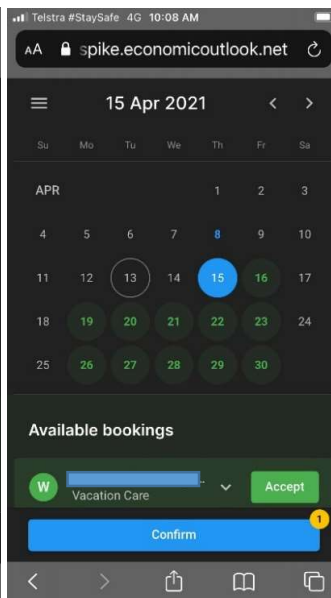 Telstra #StaySafe 4G 10:08 AM
AA spike.economicoutlook.net
15 Apr 2021 < >
Su Mo Tu We Th Fr Sa
APR 1 2 3
4 5 6 7 8 9 10
11 12 13 14 15 16 17
18 19 20 21 22 23 24
25 26 27 28 29 30
Available bookings
W
Vacation Care
Accept
1
Confirm